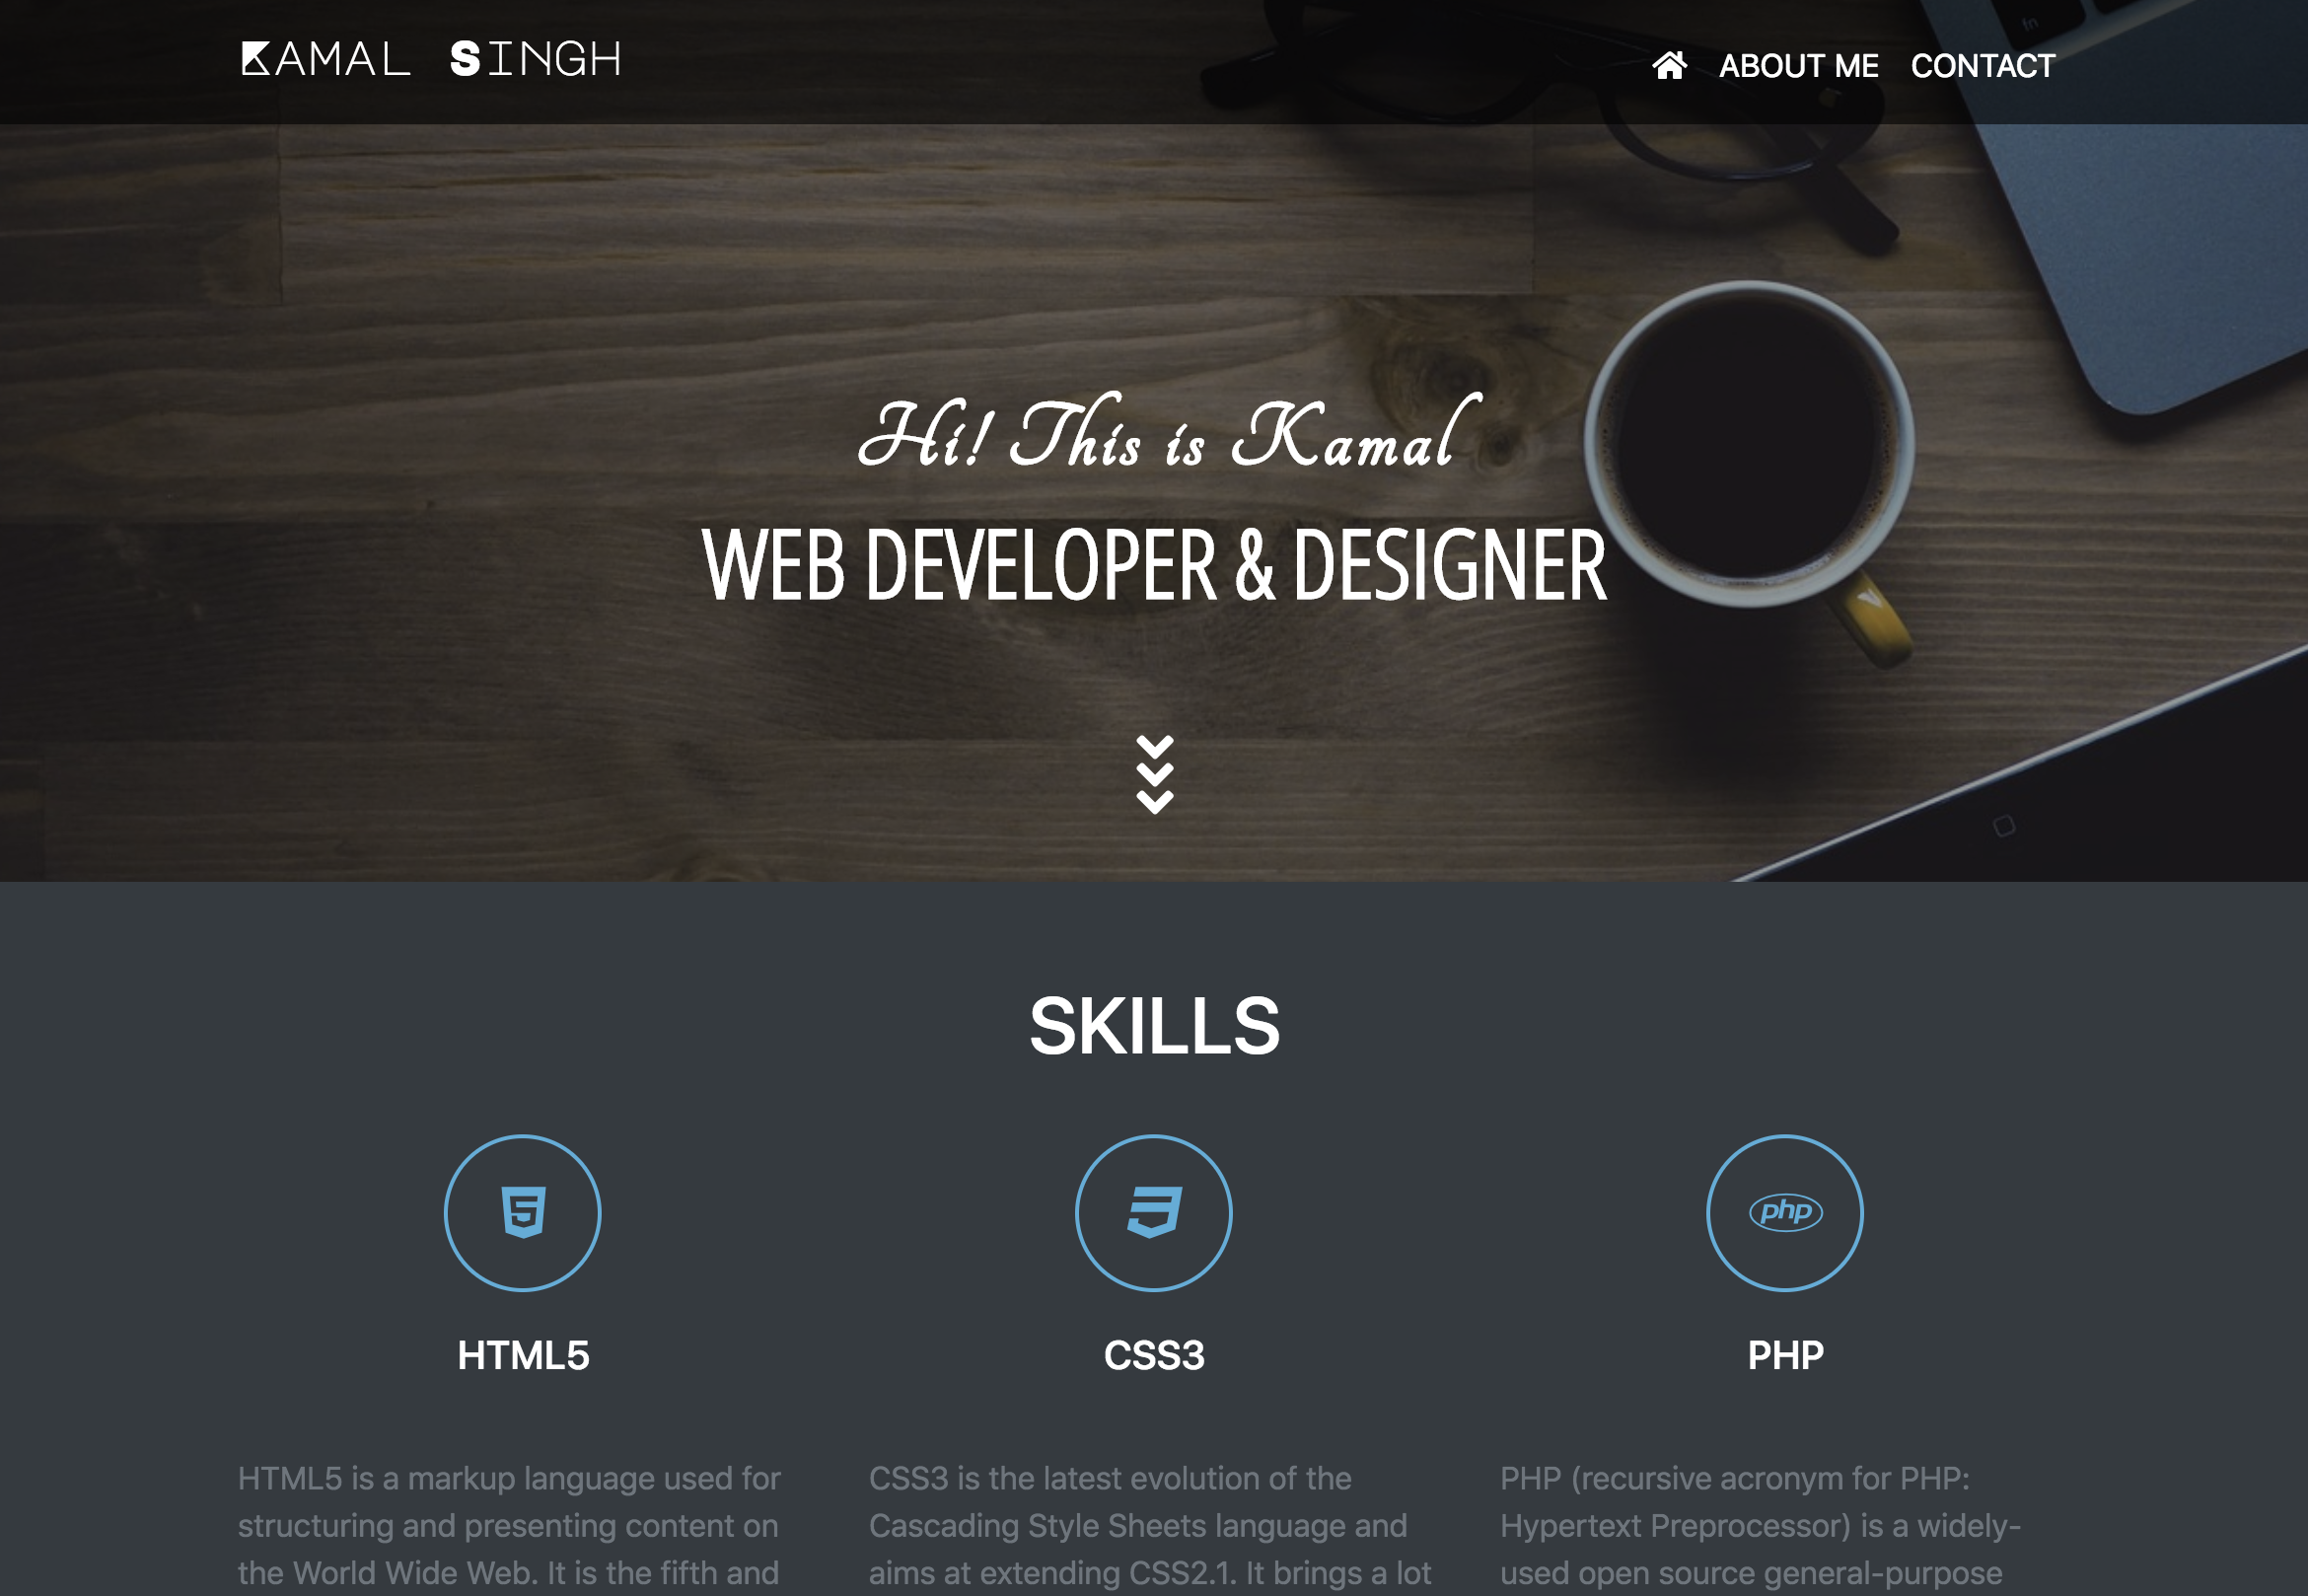 KAMAL SINGH
ABOUT ME CONTACT
fn
Hi! This is Kamal
WEB DEVELOPER & DESIGNER
SKILLS
5 php
HTML5 CSS3 PHP
HTML5 is a markup language used for
structuring and presenting content on
the World Wide Web. It is the fifth and
CSS3 is the latest evolution of the
Cascading Style Sheets language and
aims at extending CSS2.1. It brings a lot
PHP (recursive acronym for PHP:
Hypertext Preprocessor) is a widely-
used open source general-purpose